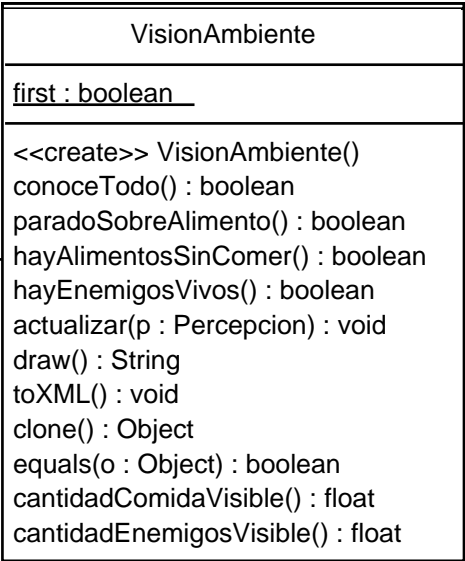 VisionAmbiente
first : boolean
<<create>> VisionAmbiente()
conoceTodo() : boolean
paradoSobreAlimento() : boolean
hayAlimentosSinComer() : boolean
hayEnemigosVivos() : boolean
actualizar(p : Percepcion) : void
draw() : String
toXML() : void
clone() : Object
equals(o : Object) : boolean
cantidadComidaVisible() : float
cantidadEnemigosVisible() : float